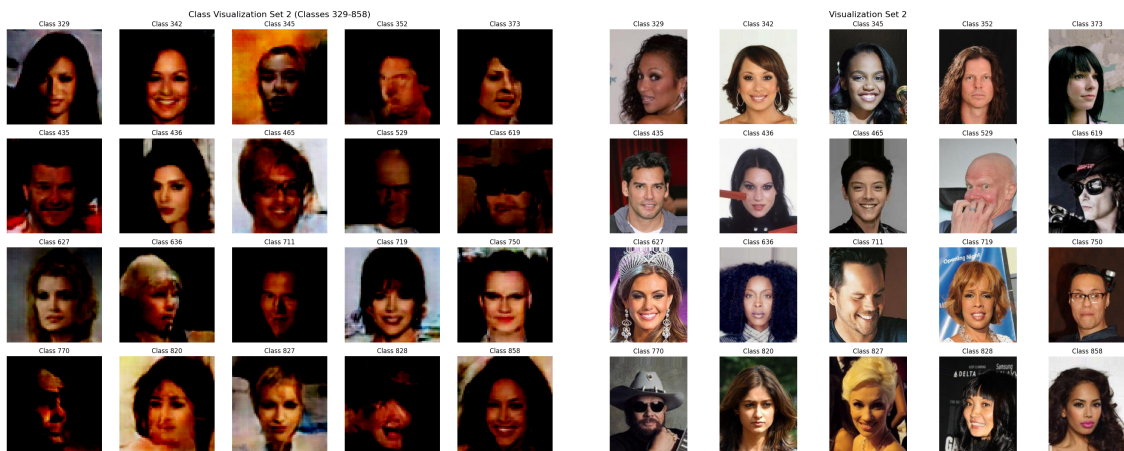 Class Visualization Set 2 (Classes 329-858)
Class 329 Class 342 Class 345 Class 352 Class 373
Class 435 Class 436 Class 465 Class 529 Class 619
Class 627 Class 636 Class 711 Class 719 Class 750
Class 770 Class 820 Class 827 Class 828 Class 858
Visualization Set 2
Class 329 Class 342 Class 345 Class 352 Class 373
Class 435 Class 436 Class 465 Class 529 Class 619
Class 627 Class 636 Class 711 Class 719 Class 750
Opening Night
Class 770 Class 820 Class 827 Class 828 Class 858
Samsung
DELTA